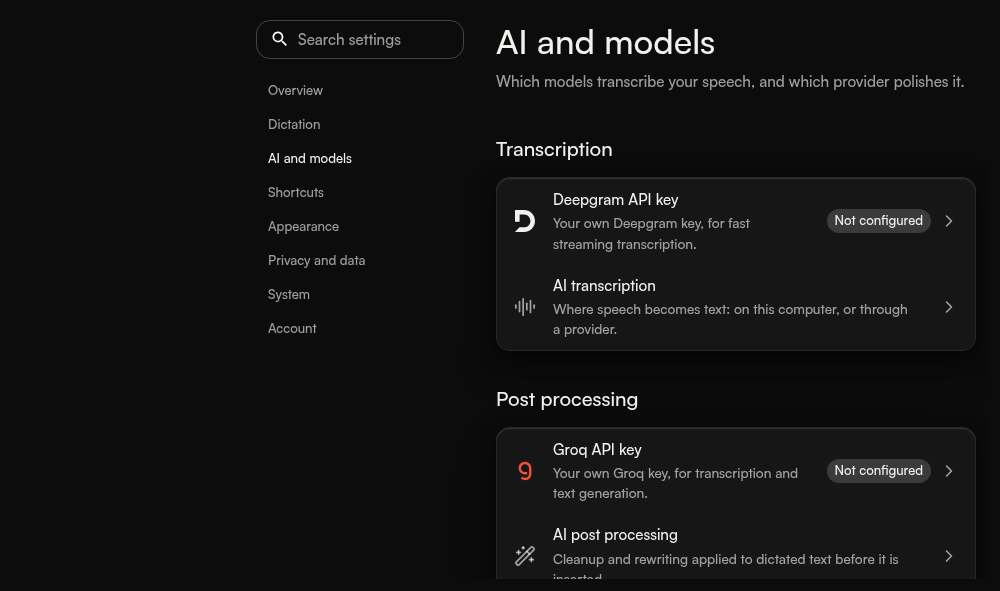 Search settings
Overview
Dictation
AI and models
Shortcuts
Appearance
Privacy and data
System
Account
AI and models
Which models transcribe your speech, and which provider polishes it.
Transcription
Deepgram API key
Your own Deepgram key, for fast
streaming transcription.
Not configured
AI transcription
Where speech becomes text: on this computer, or through
a provider.
Post processing
Groq API key
Your own Groq key, for transcription and
text generation.
Not configured
AI post processing
Cleanup and rewriting applied to dictated text before it is
inserted.